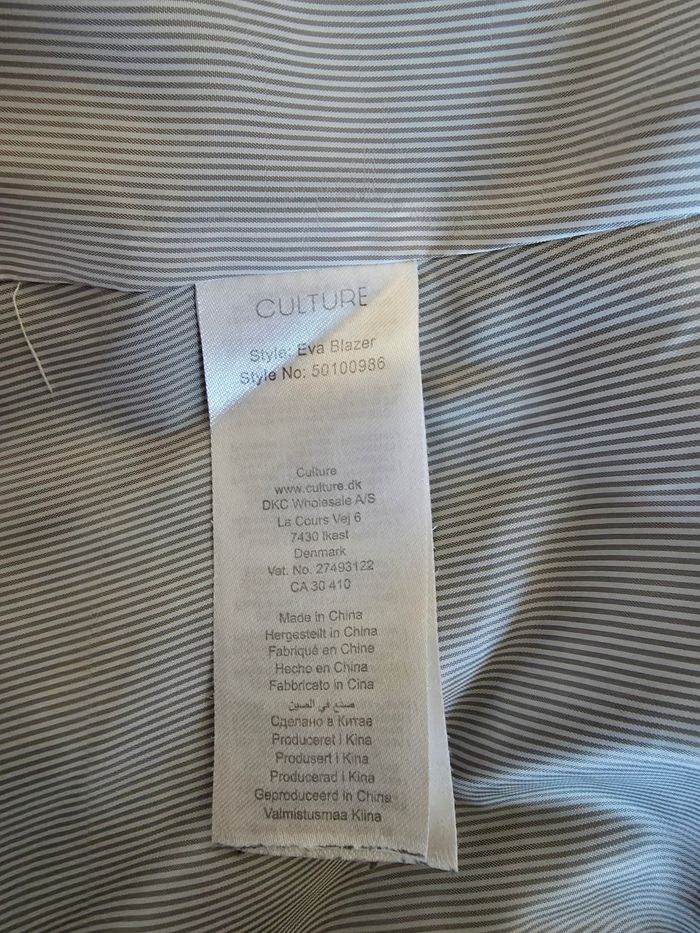 CULTURE
Style: Eva Blazer
Style No: 50100986
Culture
www.culture.dk
DKC Wholesale A/S
La Cours Vej 6
7430 Ikast
Denmark
Vat. No. 27493122
CA 30 410
Made in China
Hergestellt in China
Fabriqué en Chine
Hecho en China
Fabbricato in Cina
صنع في الصين
Сделано в Китае
Produceret i Kina
Produsert i Kina
Producerad i Kina
Geproduceerd in China
Valmistusmaa Kiina